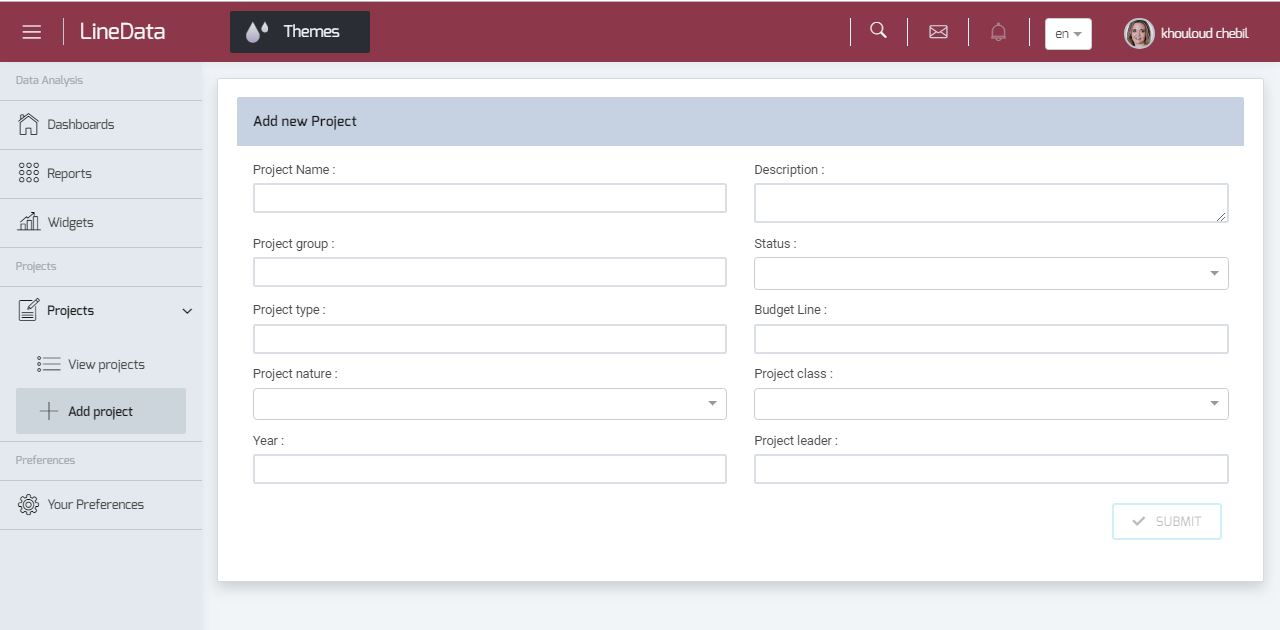 LineData
Themes
en
khouloud chebil
Data Analysis
Dashboards
Reports
Widgets
Projects
Projects
View projects
Add project
Preferences
Your Preferences
Add new Project
Project Name :
Description :
Project group :
Status :
Project type :
Budget Line :
Project nature :
Project class :
Year :
Project leader :
SUBMIT